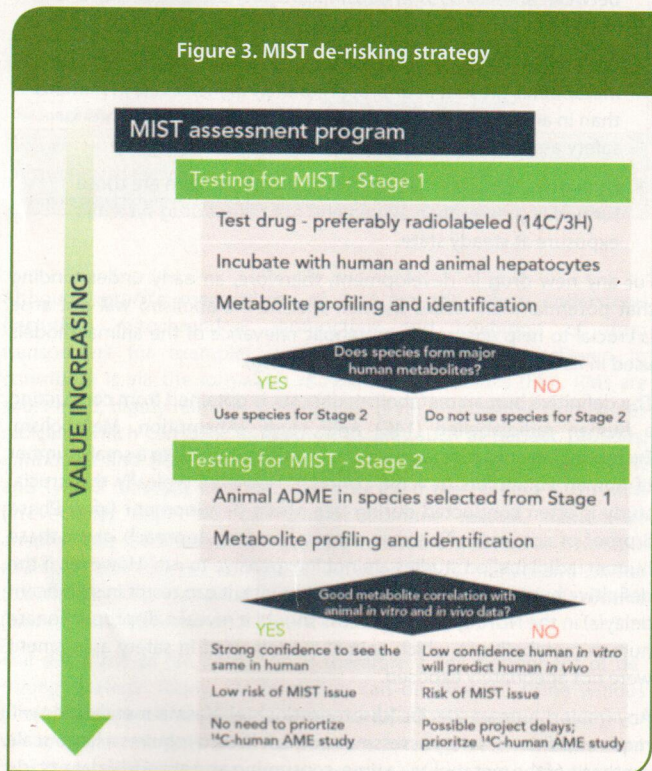 Figure 3. MIST de-risking strategy
MIST assessment program
Testing for MIST - Stage 1
Test drug - preferably radiolabeled (14C/3H)
Incubate with human and animal hepatocytes
Metabolite profiling and identification
Does species form major
human metabolites?
YES
NO
Use species for Stage 2
Do not use species for Stage 2
Testing for MIST - Stage 2
Animal ADME in species selected from Stage 1
Metabolite profiling and identification
Good metabolite correlation with
animal in vitro and in vivo data?
YES
NO
Strong confidence to see the
same in human
Low risk of MIST issue
No need to priortize
¹⁴C-human AME study
Low confidence human in vitro
will predict human in vivo
Risk of MIST issue
Possible project delays;
prioritize ¹⁴C-human AME study
VALUE INCREASING